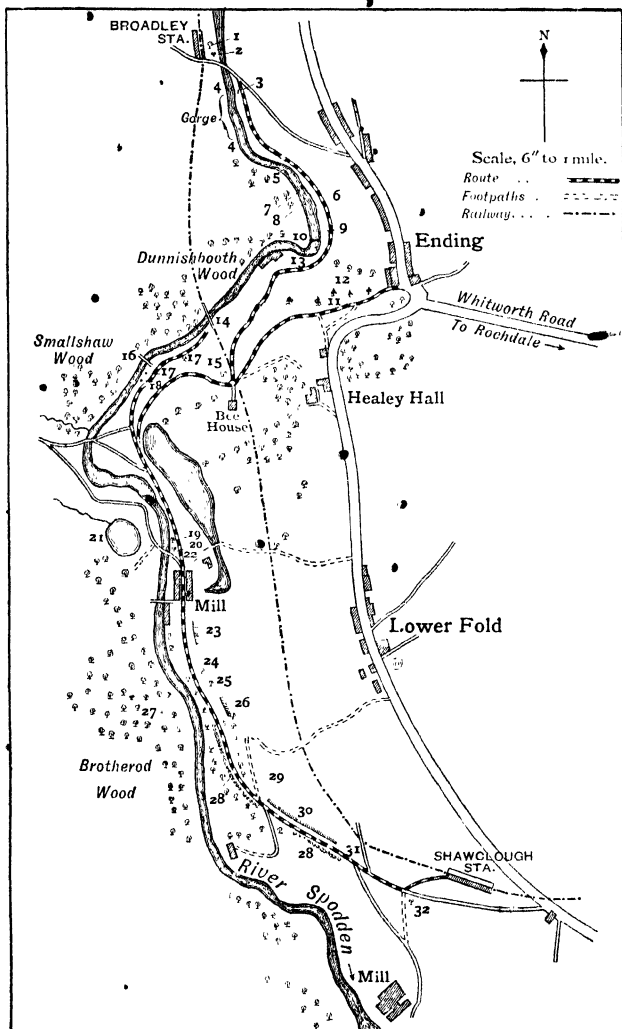 BROADLEY
STA.
1
2
N
3
4
Gorge
4
Scale, 6" to 1 mile.
Route ..
Footpaths ..
Railway....
5
6
7
8
9
10
13
Ending
Dunnishbooth
Wood
12
11
Whitworth Road
To Rochdale
14
Smallshaw
Wood
16
17
15
17
18
Bee
House
Healey Hall
19
20
21
22
Mill
23
Lower Fold
24
25
26
27
Brotherod
Wood
29
28
30
28
31
SHAWCLOUGH
STA.
32
River Spodden
Mill